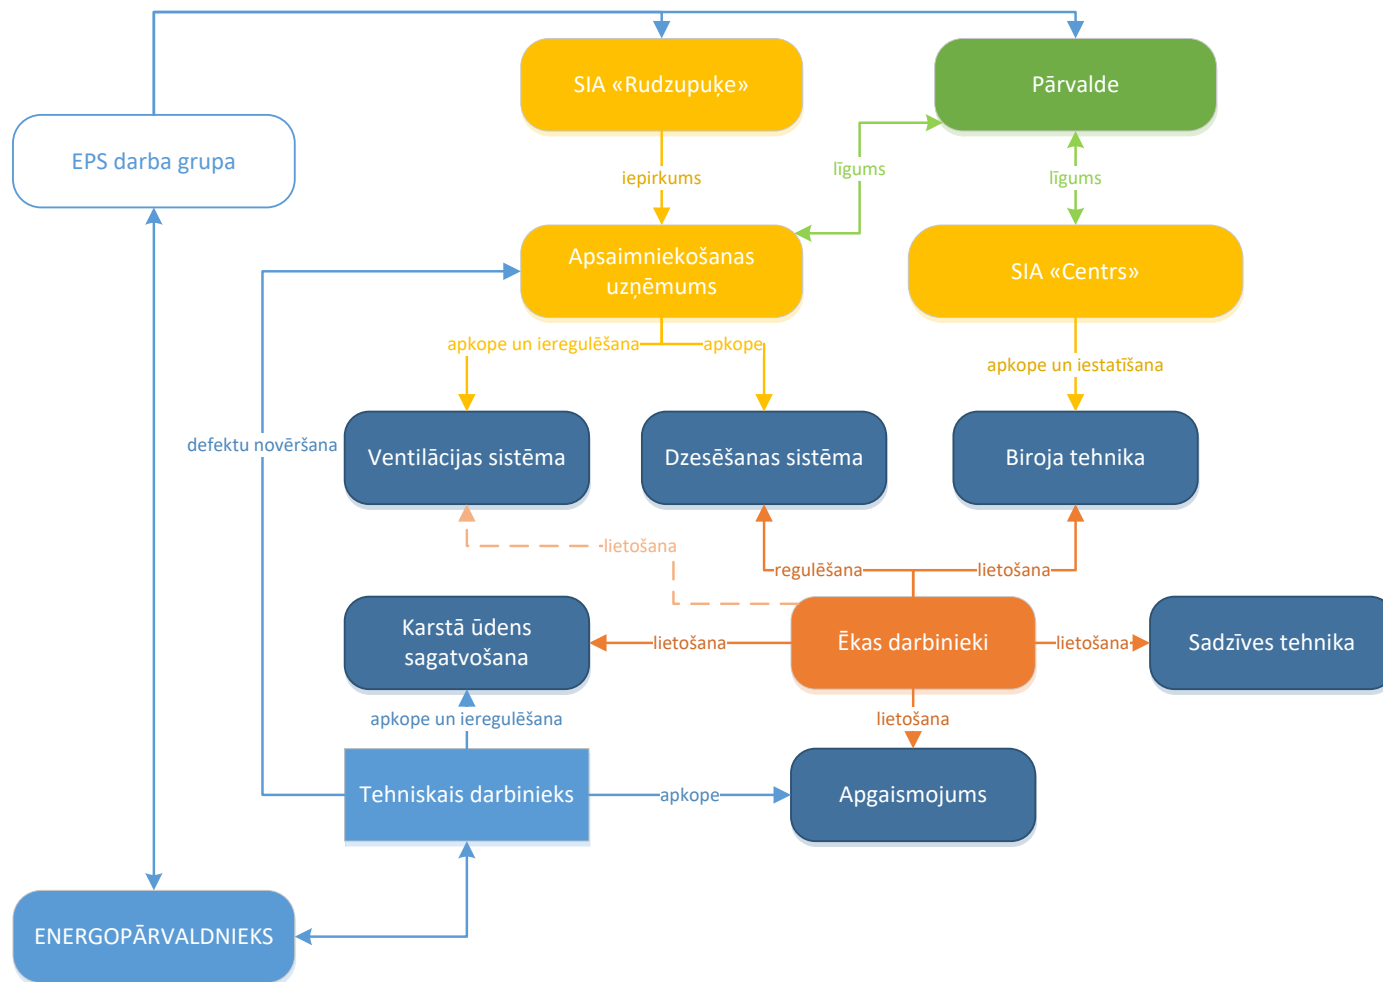 SIA «Rudzupuķe»
Pārvalde
EPS darba grupa
iepirkums
līgums
līgums
Apsaimniekošanas
uzņēmums
SIA «Centrs»
apkope un ieregulēšana
apkope
apkope un iestatīšana
defektu novēršana
Ventilācijas sistēma
Dzesēšanas sistēma
Biroja tehnika
lietošana
regulēšana
lietošana
Karstā ūdens
sagatvošana
lietošana
Ēkas darbinieki
lietošana
Sadzīves tehnika
apkope un ieregulēšana
lietošana
Tehniskais darbinieks
apkope
Apgaismojums
ENERGOPĀRVALDNIEKS